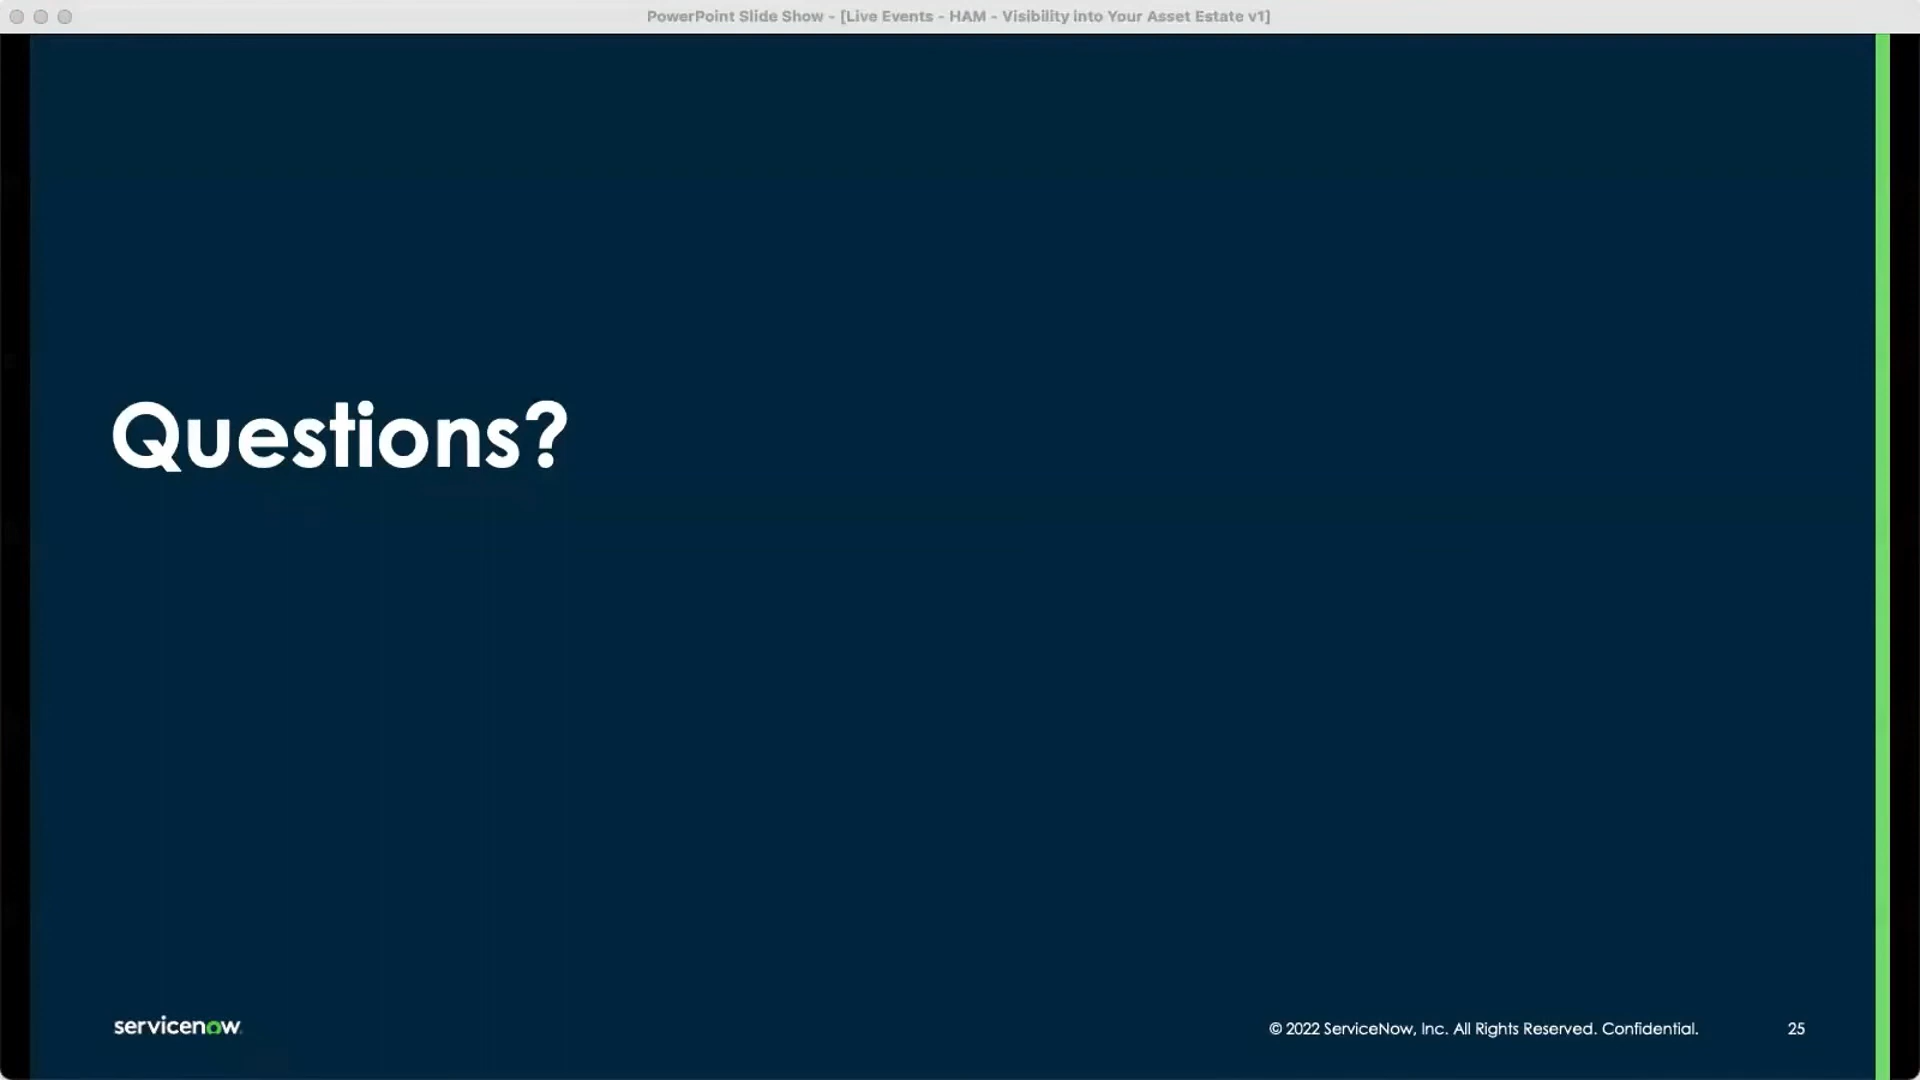 PowerPoint Slide Show - [Live Events - HAM - Visibility into Your Asset Estate v1]
Questions?
servicenow
© 2022 ServiceNow, Inc. All Rights Reserved. Confidential.
25